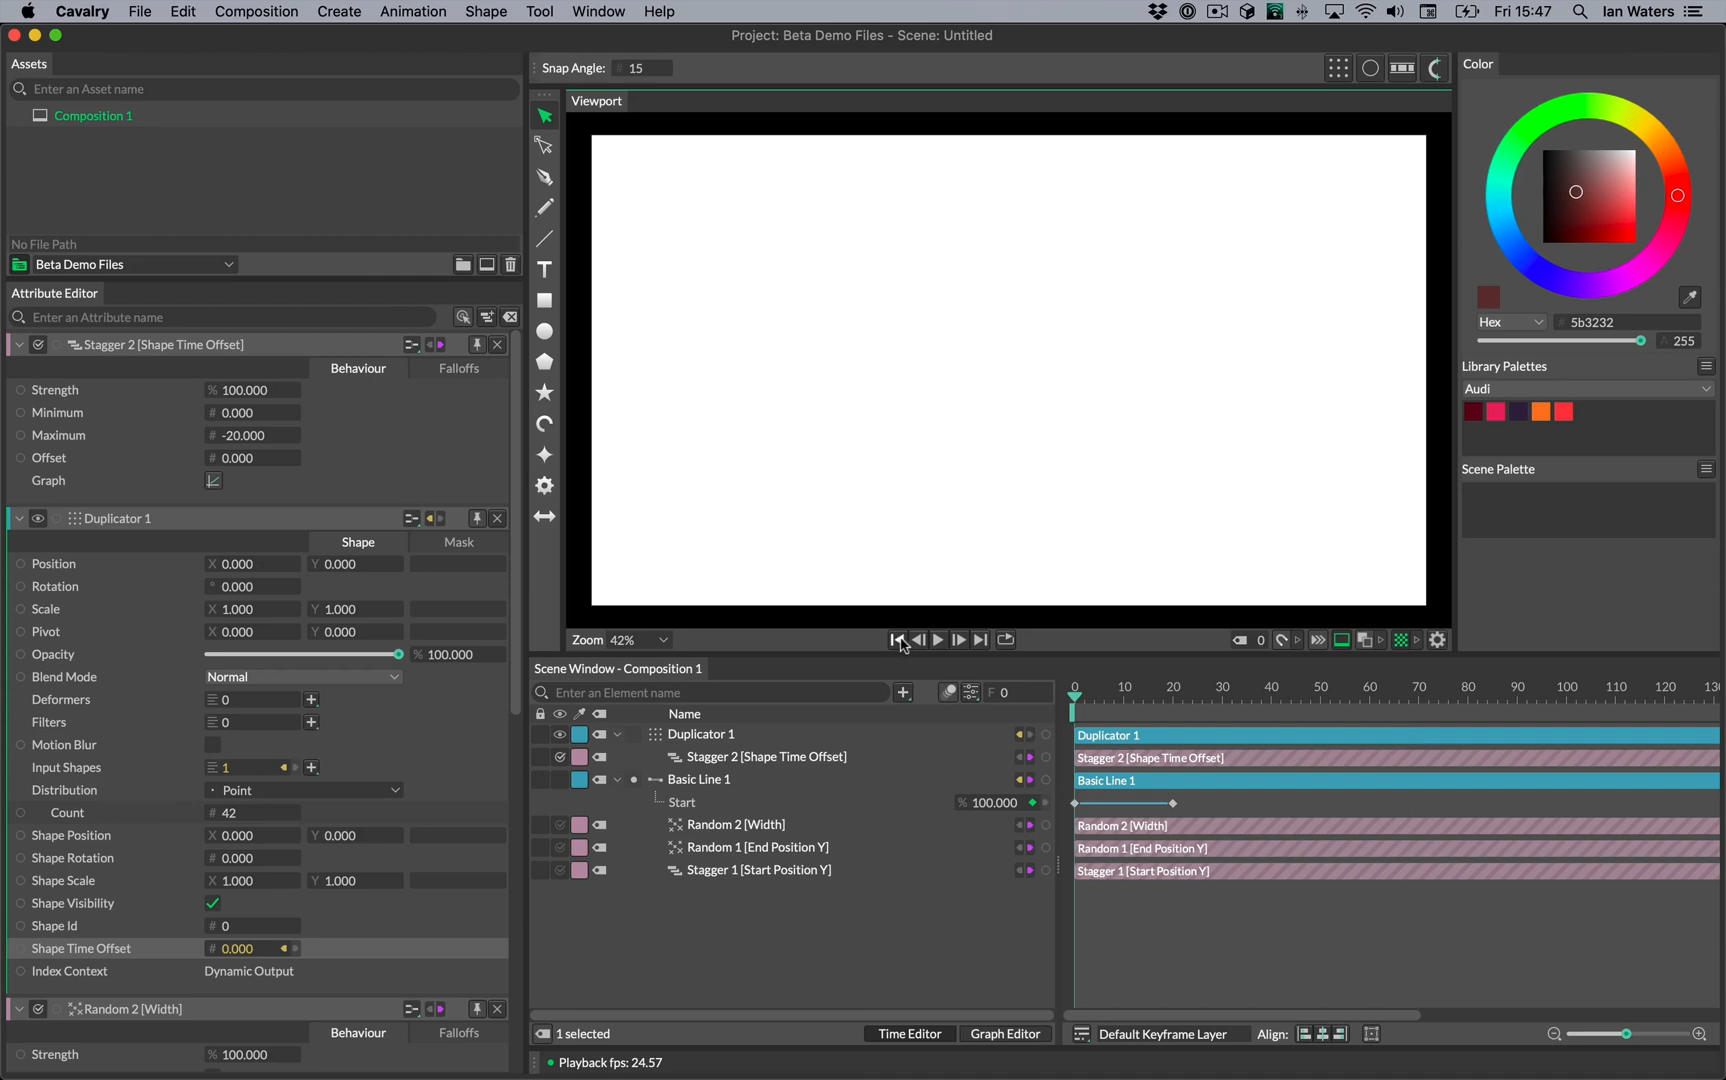 Cavalry File Edit Composition Create Animation Shape Tool Window Help Fri 15:47 Ian Waters
Project: Beta Demo Files - Scene: Untitled
Assets
Enter an Asset name
Composition 1
No File Path
Beta Demo Files
Attribute Editor
Enter an Attribute name
Stagger 2 [Shape Time Offset]
Behaviour Falloffs
Strength % 100.000
Minimum # 0.000
Maximum # -20.000
Offset # 0.000
Graph
Duplicator 1
Shape Mask
Position X 0.000 Y 0.000
Rotation ° 0.000
Scale X 1.000 Y 1.000
Pivot X 0.000 Y 0.000
Opacity % 100.000
Blend Mode Normal
Deformers 0
Filters 0
Motion Blur
Input Shapes 1
Distribution Point
Count # 42
Shape Position X 0.000 Y 0.000
Shape Rotation # 0.000
Shape Scale X 1.000 Y 1.000
Shape Visibility
Shape Id # 0
Shape Time Offset # 0.000
Index Context Dynamic Output
Random 2 [Width]
Behaviour Falloffs
Strength % 100.000
Snap Angle: # 15
Viewport
Zoom 42% 0
Scene Window - Composition 1
Enter an Element name F 0
Name
Duplicator 1
Stagger 2 [Shape Time Offset]
Basic Line 1
Start % 100.000
Random 2 [Width]
Random 1 [End Position Y]
Stagger 1 [Start Position Y]
0 10 20 30 40 50 60 70 80 90 100 110 120 130
Duplicator 1
Stagger 2 [Shape Time Offset]
Basic Line 1
Random 2 [Width]
Random 1 [End Position Y]
Stagger 1 [Start Position Y]
1 selected Time Editor Graph Editor Default Keyframe Layer Align:
Playback fps: 24.57
Color
Hex # 5b3232
A 255
Library Palettes
Audi
Scene Palette